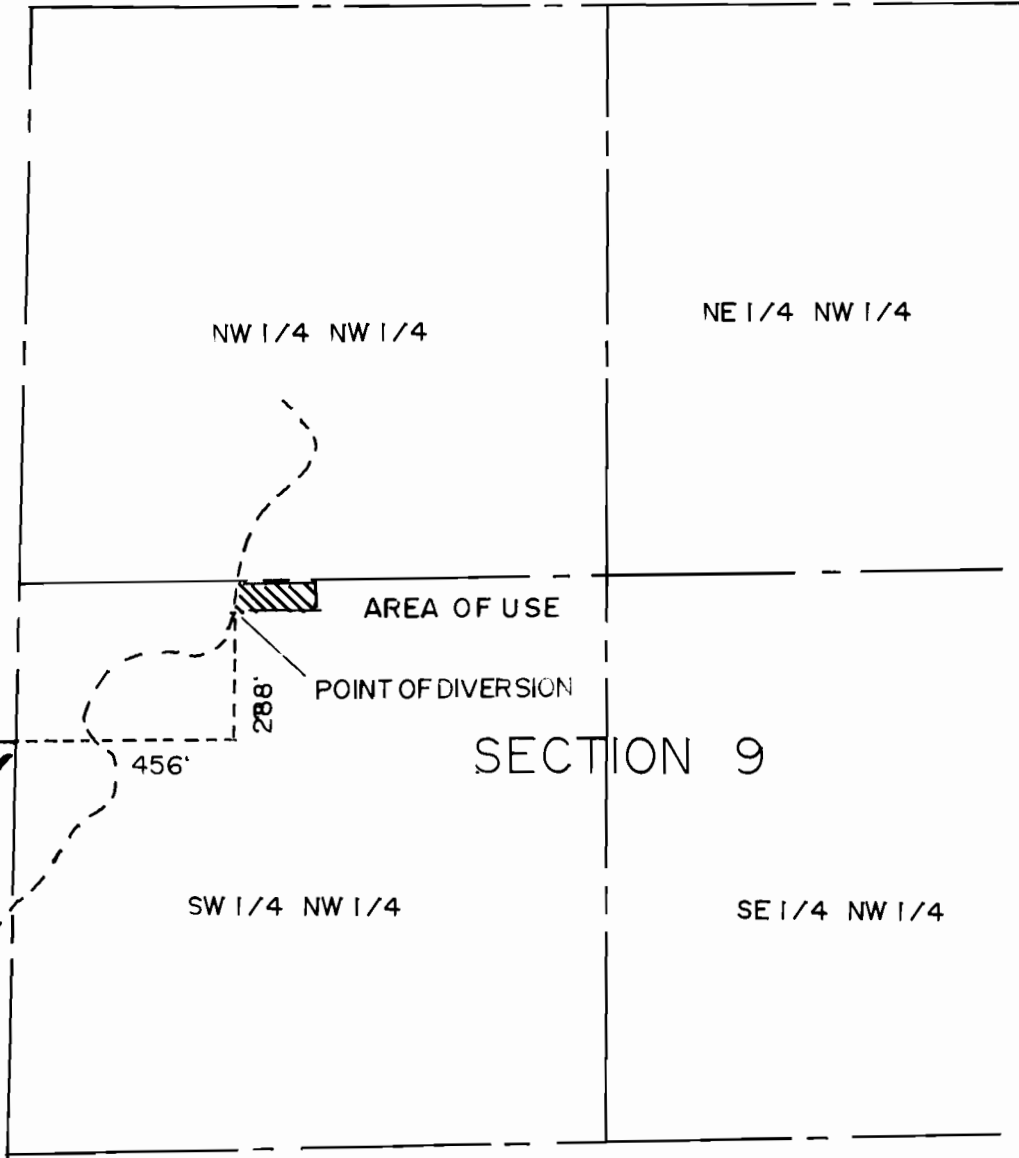 NW 1/4 NW 1/4
NE 1/4 NW 1/4
AREA OF USE
POINT OF DIVERSION
288'
456'
SECTION 9
SW 1/4 NW 1/4
SE 1/4 NW 1/4